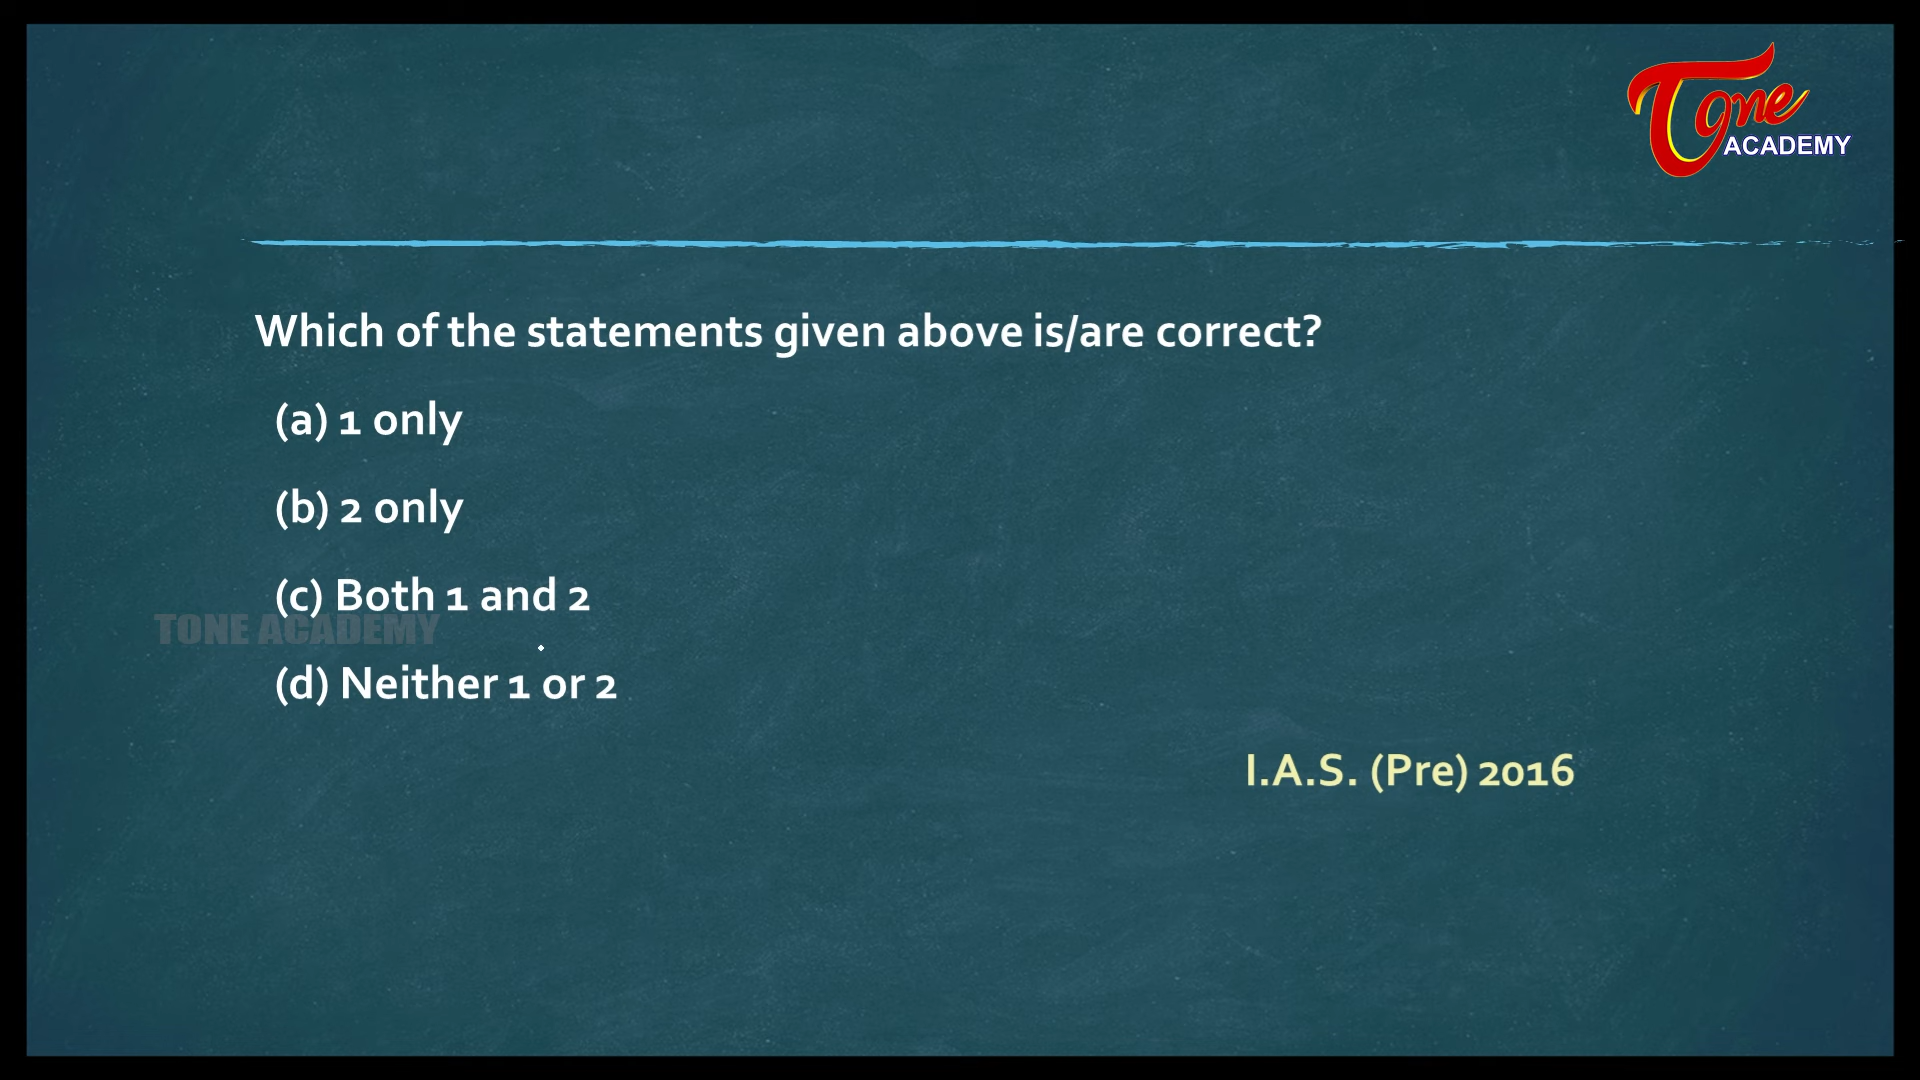 Tone
ACADEMY
Which of the statements given above is/are correct?
(a) 1 only
(b) 2 only
(c) Both 1 and 2
TONE ACADEMY
(d) Neither 1 or 2
I.A.S. (Pre) 2016